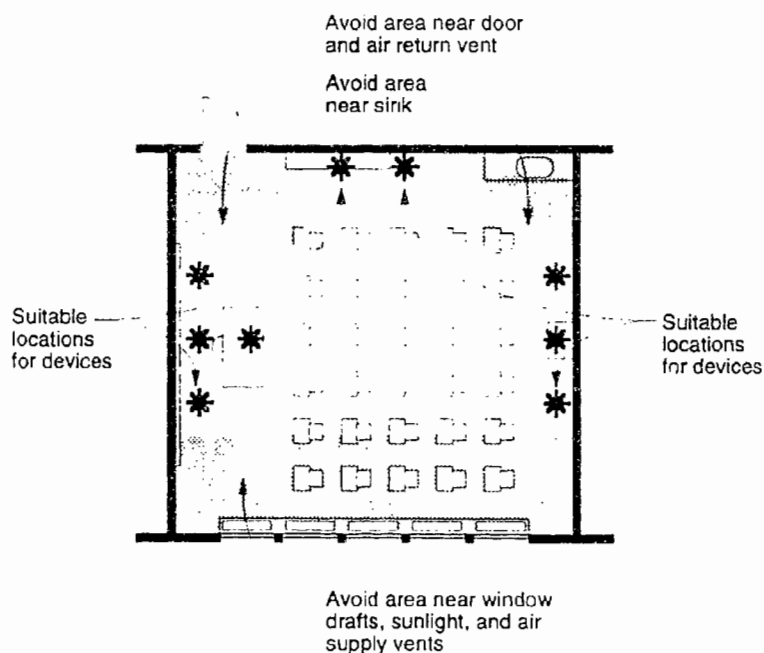 Avoid area near door
and air return vent
Avoid area
near sink
Suitable
locations
for devices
Suitable
locations
for devices
Avoid area near window
drafts, sunlight, and air
supply vents